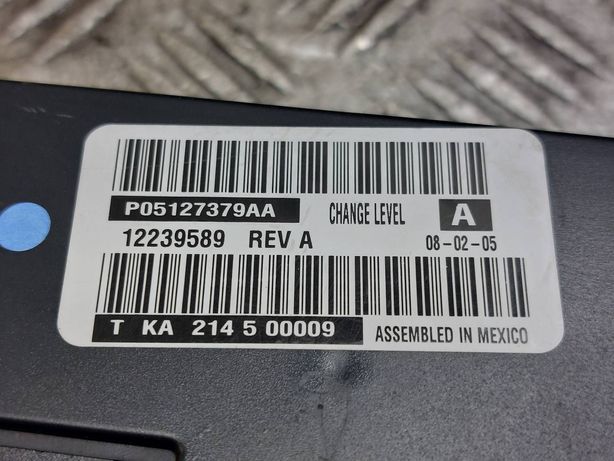 P05127379AA CHANGE LEVEL A
12239589 REV A 08-02-05
T KA 214 5 00009 ASSEMBLED IN MEXICO